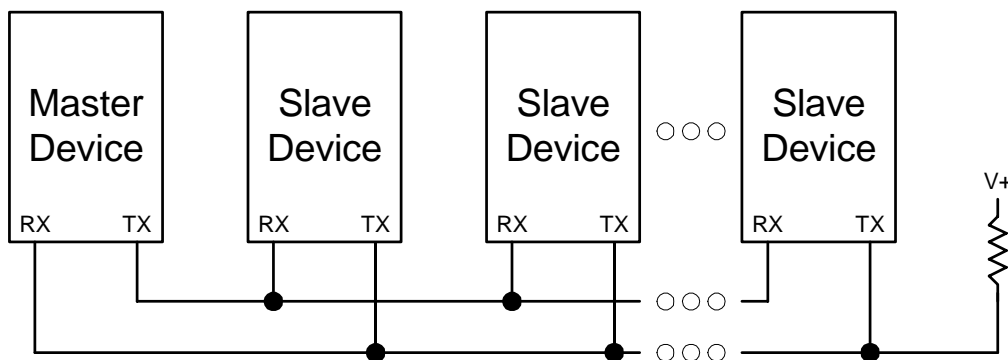 Master
Device
Slave
Device
Slave
Device
Slave
Device
V+
RX TX
RX TX
RX TX
RX TX